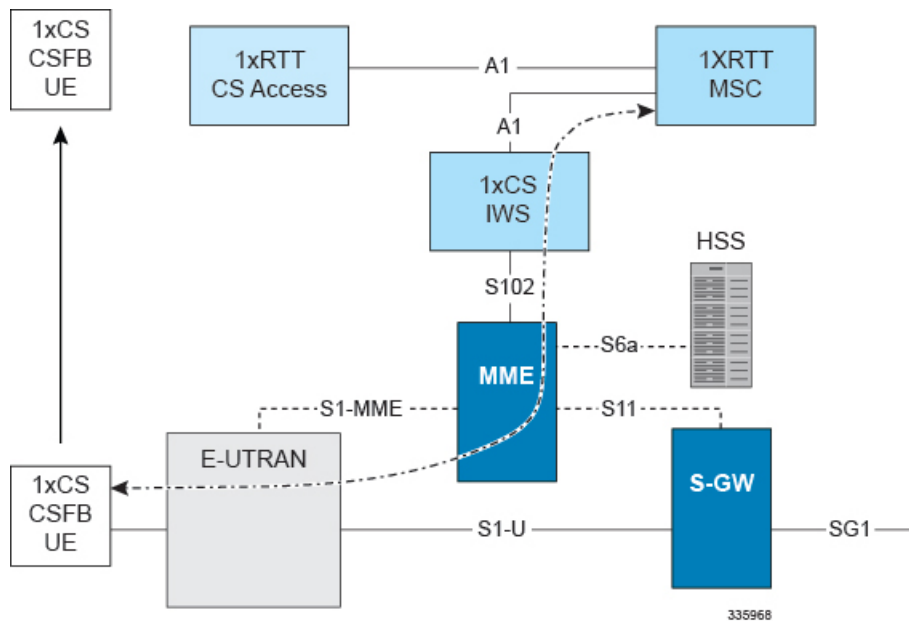 1xCS
CSFB
UE
1xRTT
CS Access
A1
1XRTT
MSC
A1
1xCS
IWS
HSS
S102
S6a
MME
S1-MME
S11
E-UTRAN
1xCS
CSFB
UE
S-GW
S1-U
SG1
335968